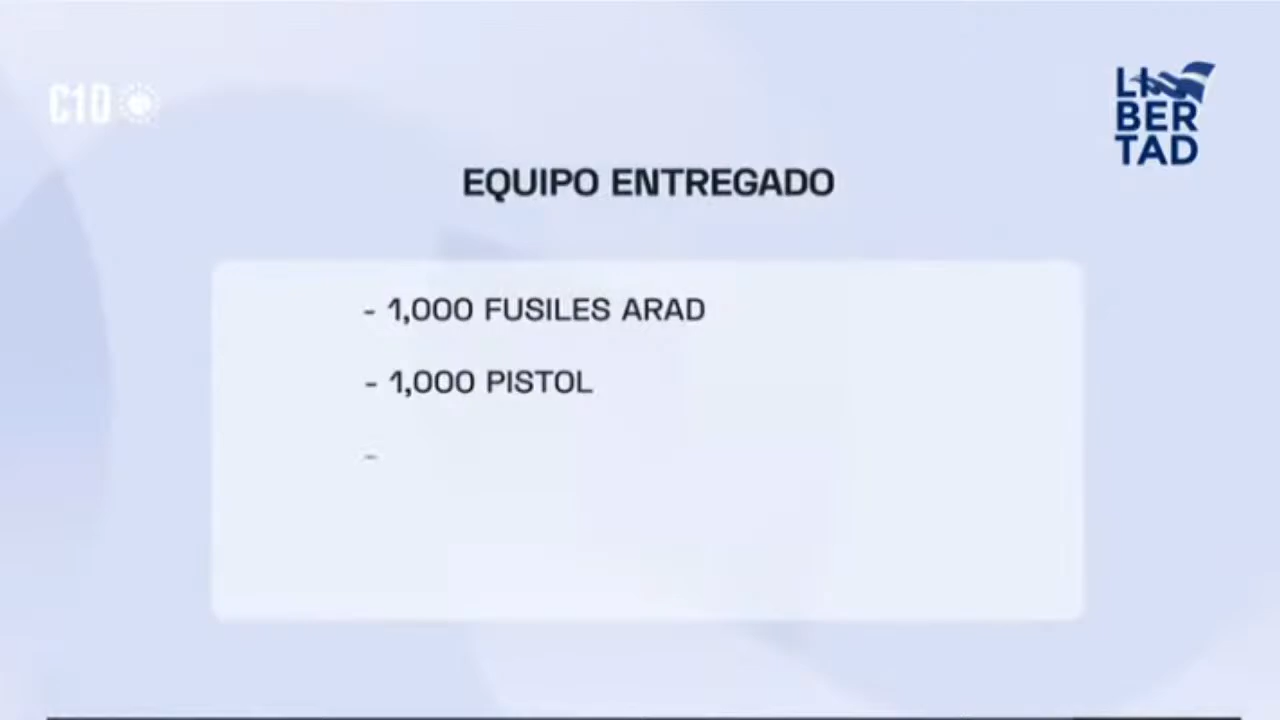 C10
LI
BER
TAD
EQUIPO ENTREGADO
- 1,000 FUSILES ARAD
- 1,000 PISTOL
-